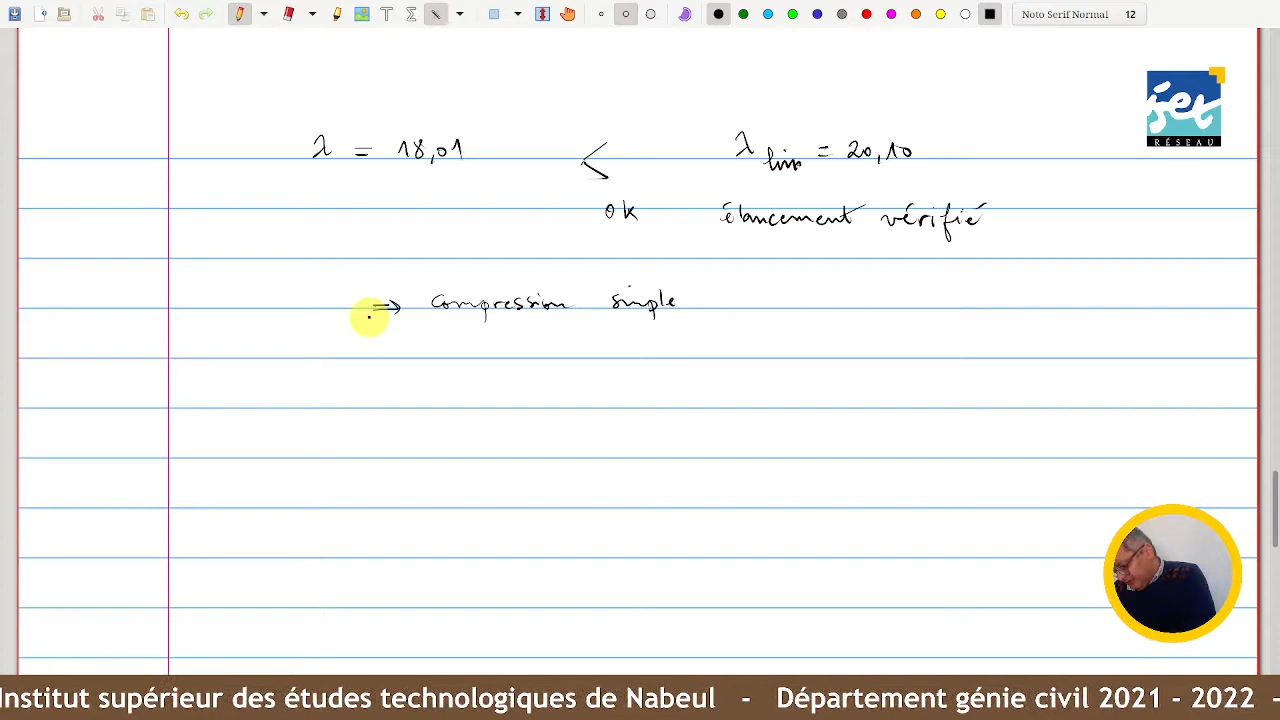 Noto Serif Normal 12
iset
RÉSEAU
λ = 18,01 < λ lim = 20,10
ok élancement vérifié
⇒ compression simple
Institut supérieur des études technologiques de Nabeul - Département génie civil 2021 - 2022 -